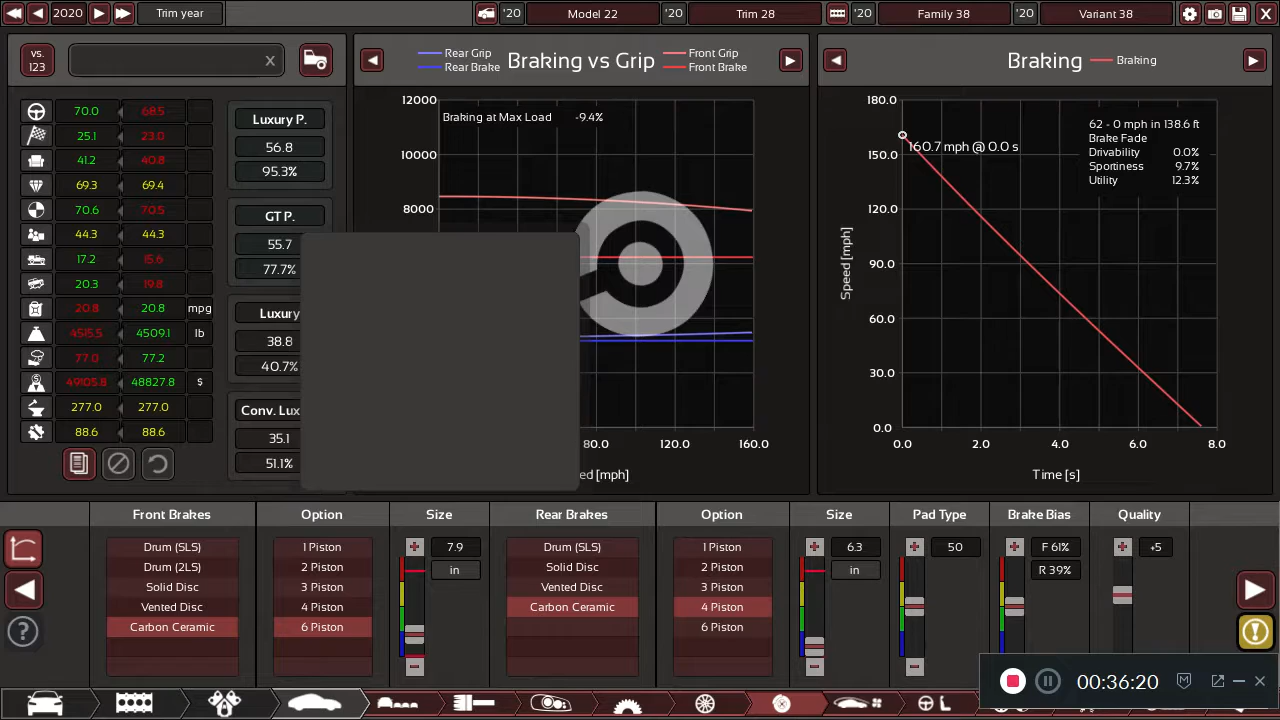 2020 Trim year '20 Model 22 '20 Trim 28 '20 Family 38 '20 Variant 38
vs. 123 x
Rear Grip Rear Brake Braking vs Grip Front Grip Front Brake
Braking Braking
70.0 68.5
25.1 23.0
41.2 40.8
69.3 69.4
70.6 70.5
44.3 44.3
17.2 15.6
20.3 19.8
20.8 20.8 mpg
4515.5 4509.1 lb
77.0 77.2
49105.8 48827.8 $
277.0 277.0
88.6 88.6
Luxury P.
56.8
95.3%
GT P.
55.7
77.7%
Luxury
38.8
40.7%
Conv. Lux
35.1
51.1%
12000
Braking at Max Load -9.4%
10000
8000
80.0 120.0 160.0
ed [mph]
180.0
150.0
120.0
90.0
60.0
30.0
0.0
Speed [mph]
160.7 mph @ 0.0 s
62 - 0 mph in 138.6 ft
Brake Fade
Drivability 0.0%
Sportiness 9.7%
Utility 12.3%
0.0 2.0 4.0 6.0 8.0
Time [s]
Front Brakes
Drum (SLS)
Drum (2LS)
Solid Disc
Vented Disc
Carbon Ceramic
Option
1 Piston
2 Piston
3 Piston
4 Piston
6 Piston
Size
7.9
in
Rear Brakes
Drum (SLS)
Solid Disc
Vented Disc
Carbon Ceramic
Option
1 Piston
2 Piston
3 Piston
4 Piston
6 Piston
Size
6.3
in
Pad Type
50
Brake Bias
F 61%
R 39%
Quality
+5
?
00:36:20